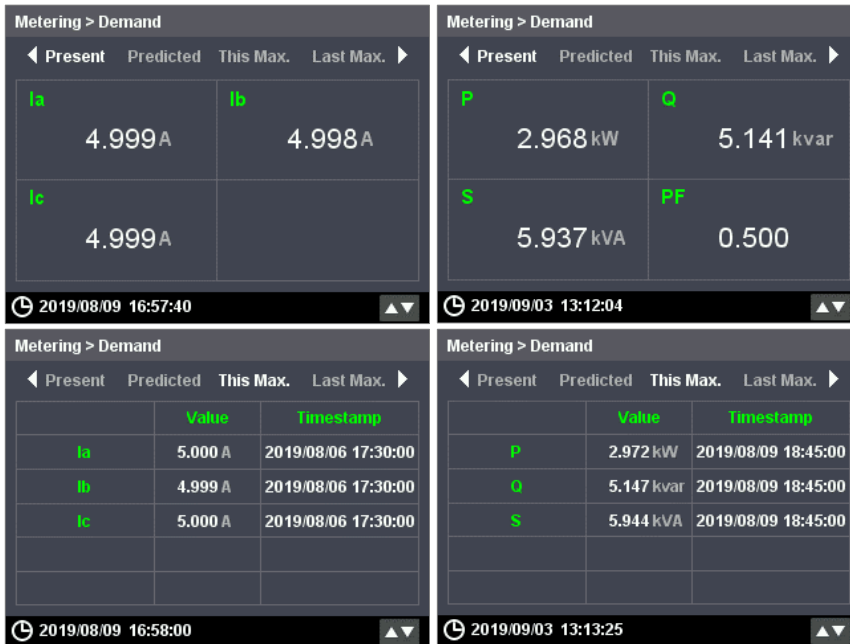 Metering > Demand
Present Predicted This Max. Last Max.
Ia Ib
4.999 A 4.998 A
Ic
4.999 A
2019/08/09 16:57:40
Metering > Demand
Present Predicted This Max. Last Max.
P Q
2.968 kW 5.141 kvar
S PF
5.937 kVA 0.500
2019/09/03 13:12:04
Metering > Demand
Present Predicted This Max. Last Max.
Value Timestamp
Ia 5.000 A 2019/08/06 17:30:00
Ib 4.999 A 2019/08/06 17:30:00
Ic 5.000 A 2019/08/06 17:30:00
2019/08/09 16:58:00
Metering > Demand
Present Predicted This Max. Last Max.
Value Timestamp
P 2.972 kW 2019/08/09 18:45:00
Q 5.147 kvar 2019/08/09 18:45:00
S 5.944 kVA 2019/08/09 18:45:00
2019/09/03 13:13:25